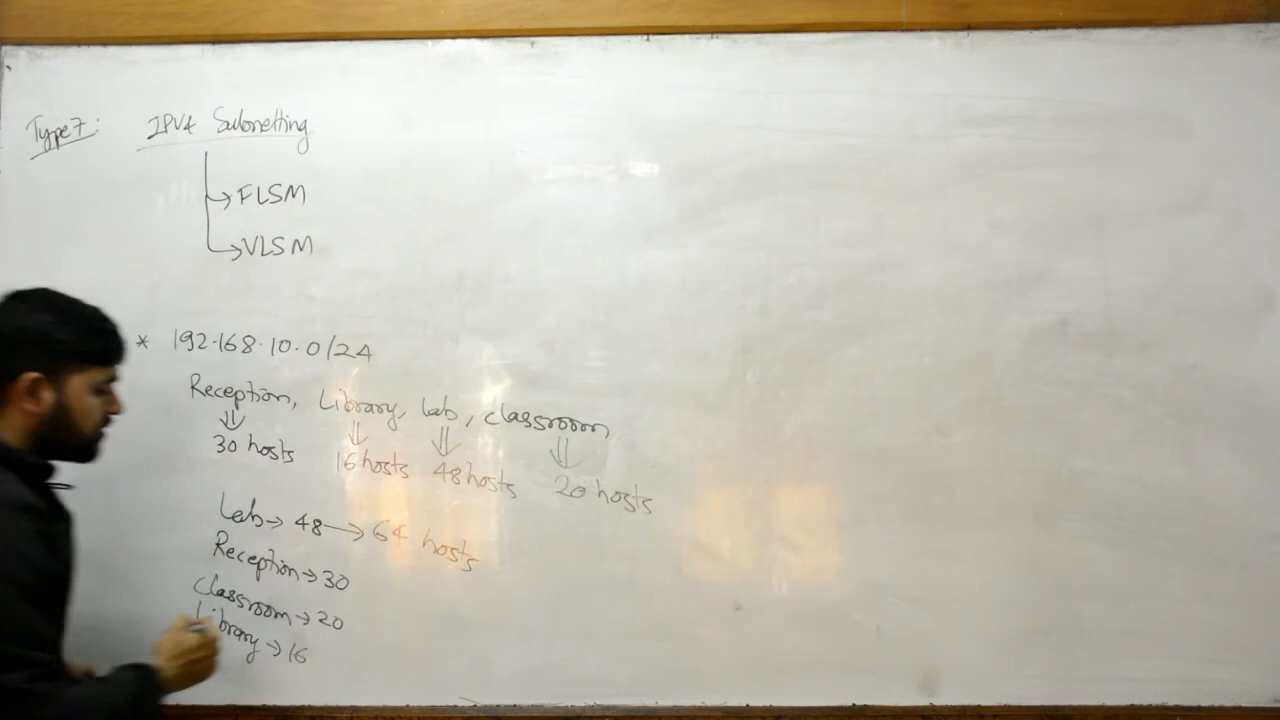 Type 7: IPV4 Subnetting
FLSM
VLSM
* 192.168.10.0/24
Reception, Library, Lab, classroom
30 hosts 16 hosts 48 hosts 20 hosts
Lab → 48 → 64 hosts
Reception → 30
classroom → 20
Library → 16